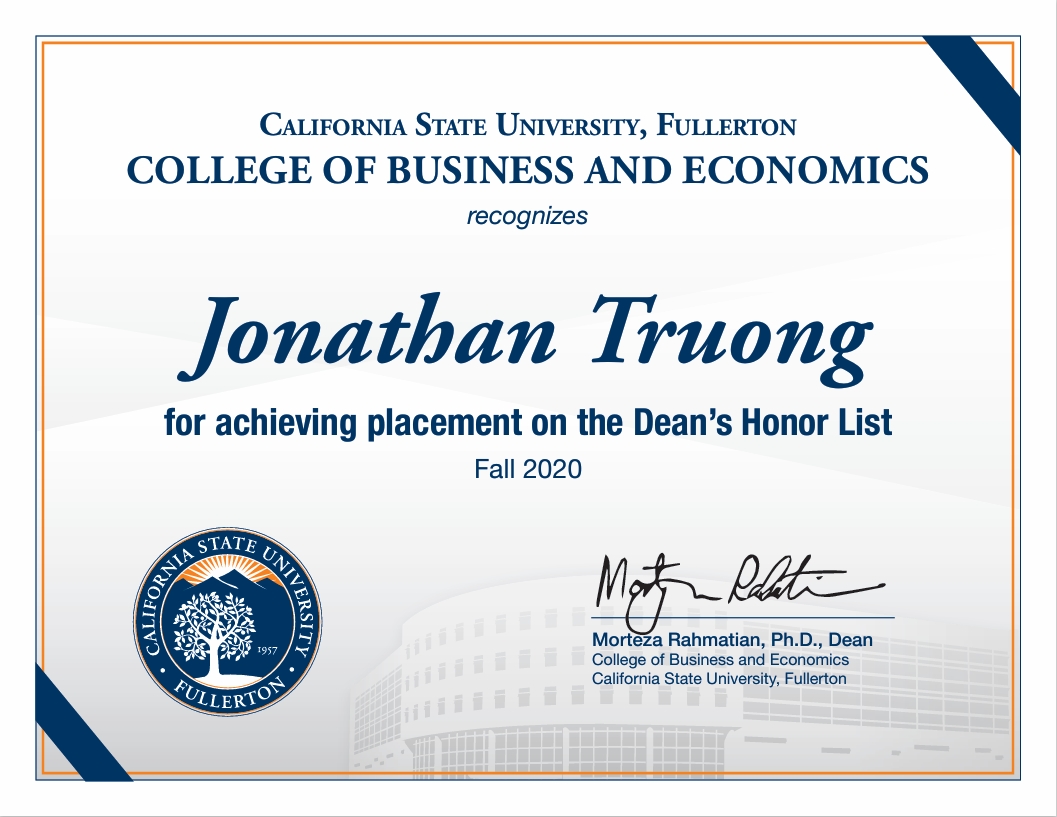 California State University, Fullerton
COLLEGE OF BUSINESS AND ECONOMICS
recognizes
Jonathan Truong
for achieving placement on the Dean’s Honor List
Fall 2020
CALIFORNIA STATE UNIVERSITY
1957
• FULLERTON •
Morteza Rahmatian, Ph.D., Dean
College of Business and Economics
California State University, Fullerton